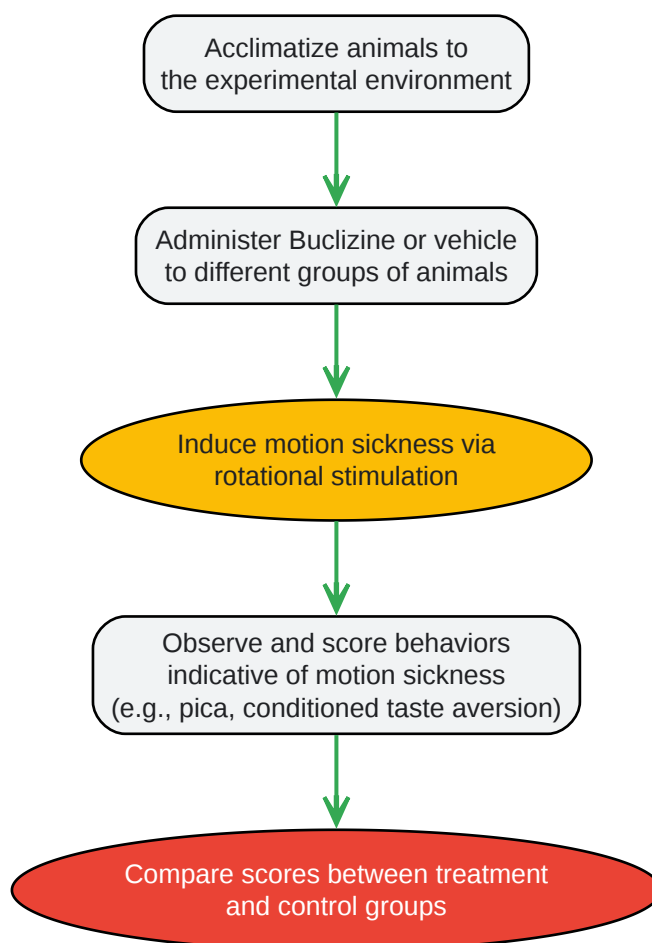 Acclimatize animals to
the experimental environment
Administer Buclizine or vehicle
to different groups of animals
Induce motion sickness via
rotational stimulation
Observe and score behaviors
indicative of motion sickness
(e.g., pica, conditioned taste aversion)
Compare scores between treatment
and control groups